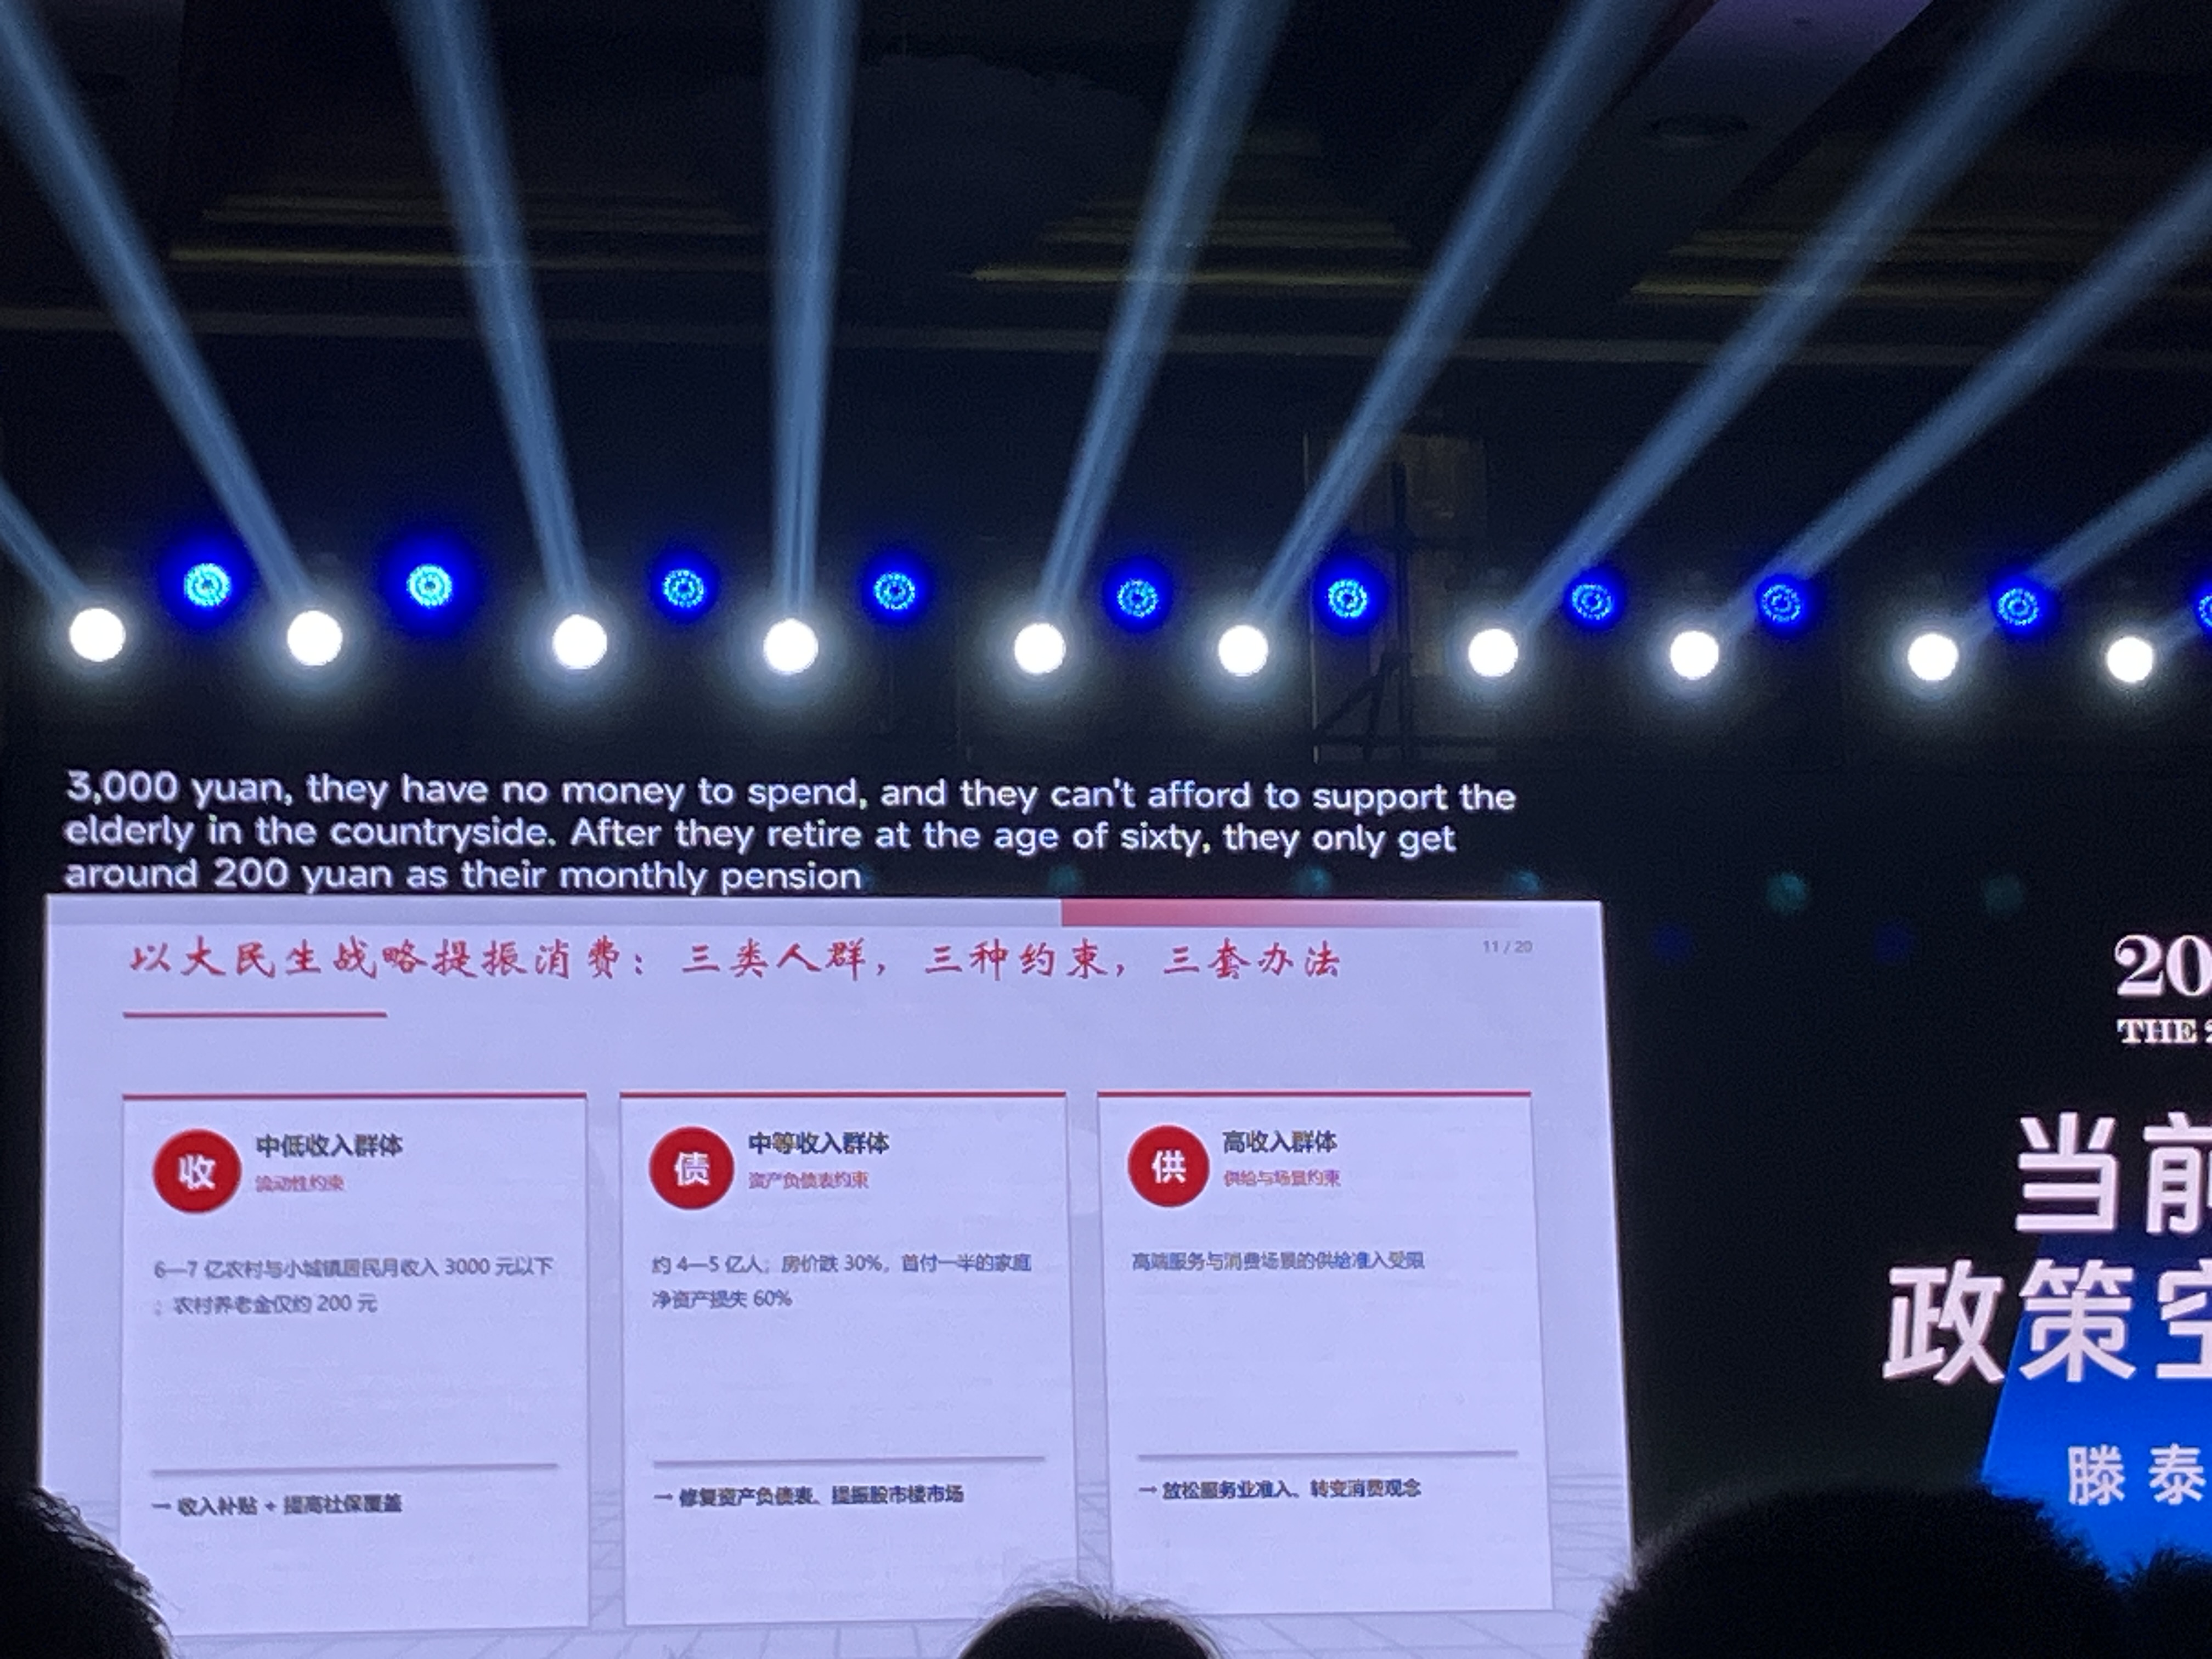 3,000 yuan, they have no money to spend, and they can't afford to support the
elderly in the countryside. After they retire at the age of sixty, they only get
around 200 yuan as their monthly pension
以大民生战略提振消费：三类人群，三种约束，三套办法
11 / 20
收
中低收入群体
流动性约束
6—7 亿农村与小城镇居民月收入 3000 元以下
；农村养老金仅约 200 元
→ 收入补贴 + 提高社保覆盖
债
中等收入群体
资产负债表约束
约 4—5 亿人；房价跌 30%，首付一半的家庭
净资产损失 60%
→ 修复资产负债表、提振股市楼市场
供
高收入群体
供给与场景约束
高端服务与消费场景的供给准入受限
→ 放松服务业准入、转变消费观念
20
THE
当前
政策空
滕泰